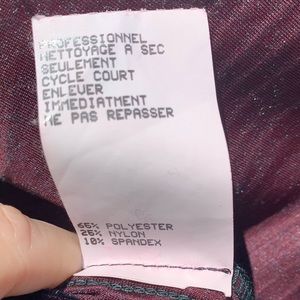 PROFESSIONNEL
NETTOYAGE A SEC
SEULEMENT
CYCLE COURT
ENLEVER
IMMEDIATMENT
NE PAS REPASSER
65% POLYESTER
25% NYLON
10% SPANDEX